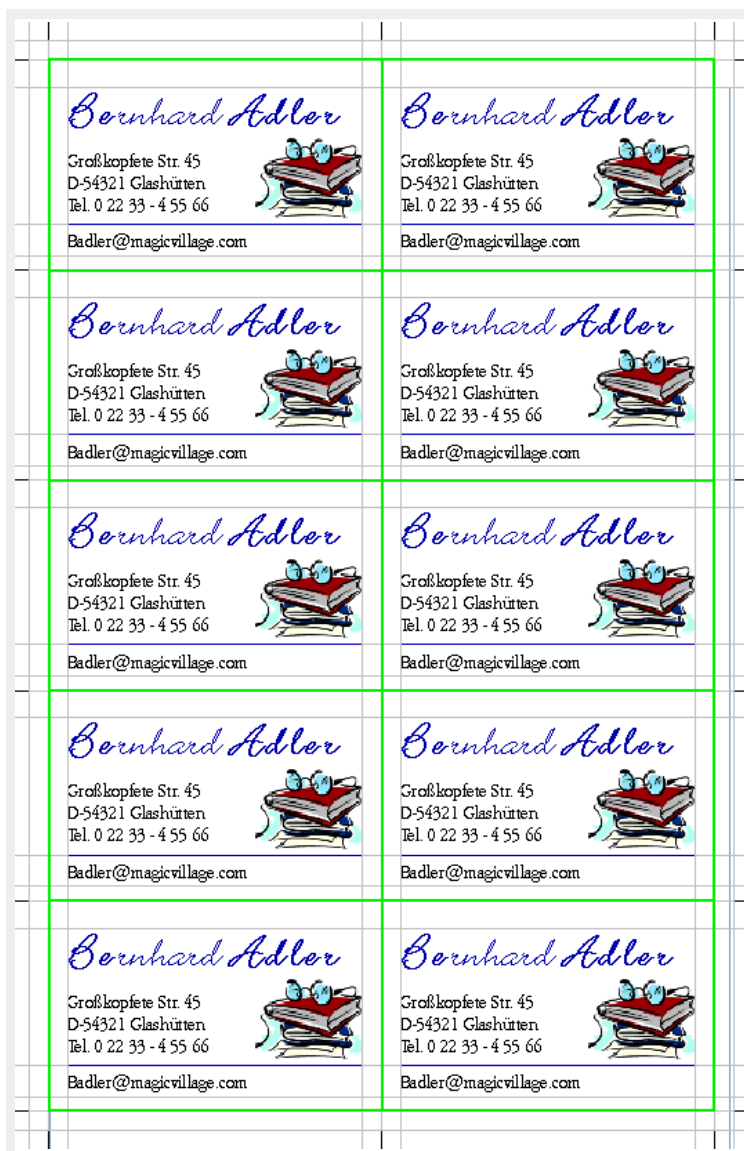 Bernhard Adler
Großkopfete Str. 45
D-54321 Glashütten
Tel. 0 22 33 - 4 55 66
Badler@magicvillage.com
Bernhard Adler
Großkopfete Str. 45
D-54321 Glashütten
Tel. 0 22 33 - 4 55 66
Badler@magicvillage.com
Bernhard Adler
Großkopfete Str. 45
D-54321 Glashütten
Tel. 0 22 33 - 4 55 66
Badler@magicvillage.com
Bernhard Adler
Großkopfete Str. 45
D-54321 Glashütten
Tel. 0 22 33 - 4 55 66
Badler@magicvillage.com
Bernhard Adler
Großkopfete Str. 45
D-54321 Glashütten
Tel. 0 22 33 - 4 55 66
Badler@magicvillage.com
Bernhard Adler
Großkopfete Str. 45
D-54321 Glashütten
Tel. 0 22 33 - 4 55 66
Badler@magicvillage.com
Bernhard Adler
Großkopfete Str. 45
D-54321 Glashütten
Tel. 0 22 33 - 4 55 66
Badler@magicvillage.com
Bernhard Adler
Großkopfete Str. 45
D-54321 Glashütten
Tel. 0 22 33 - 4 55 66
Badler@magicvillage.com
Bernhard Adler
Großkopfete Str. 45
D-54321 Glashütten
Tel. 0 22 33 - 4 55 66
Badler@magicvillage.com
Bernhard Adler
Großkopfete Str. 45
D-54321 Glashütten
Tel. 0 22 33 - 4 55 66
Badler@magicvillage.com